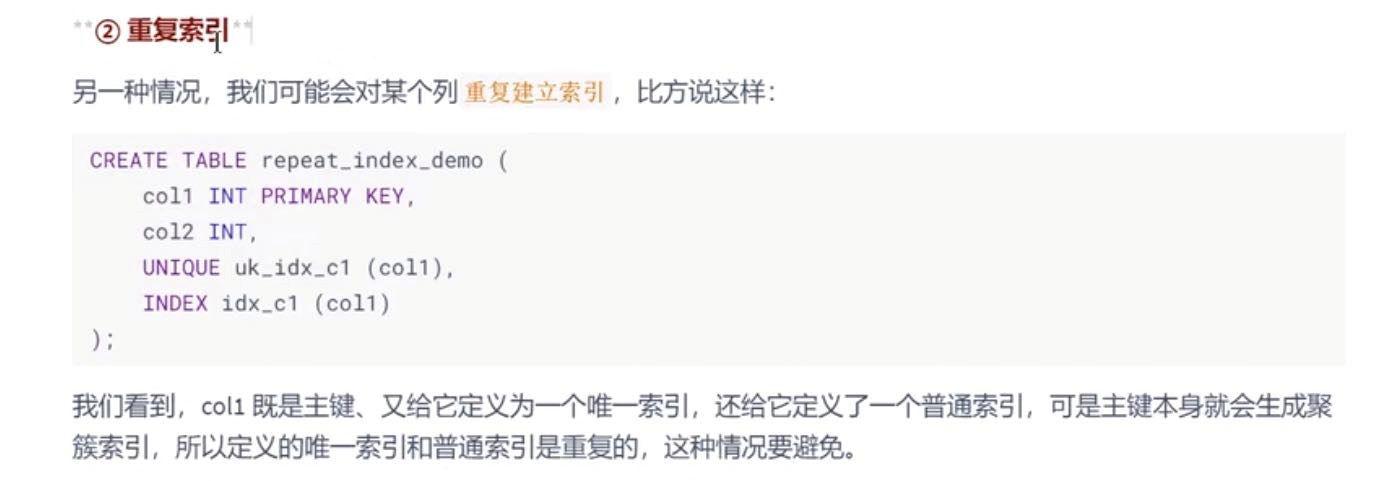 **② 重复索引**
另一种情况，我们可能会对某个列 重复建立索引 ，比方说这样：
CREATE TABLE repeat_index_demo (
    col1 INT PRIMARY KEY,
    col2 INT,
    UNIQUE uk_idx_c1 (col1),
    INDEX idx_c1 (col1)
);
我们看到，col1 既是主键、又给它定义为一个唯一索引，还给它定义了一个普通索引，可是主键本身就会生成聚
簇索引，所以定义的唯一索引和普通索引是重复的，这种情况要避免。